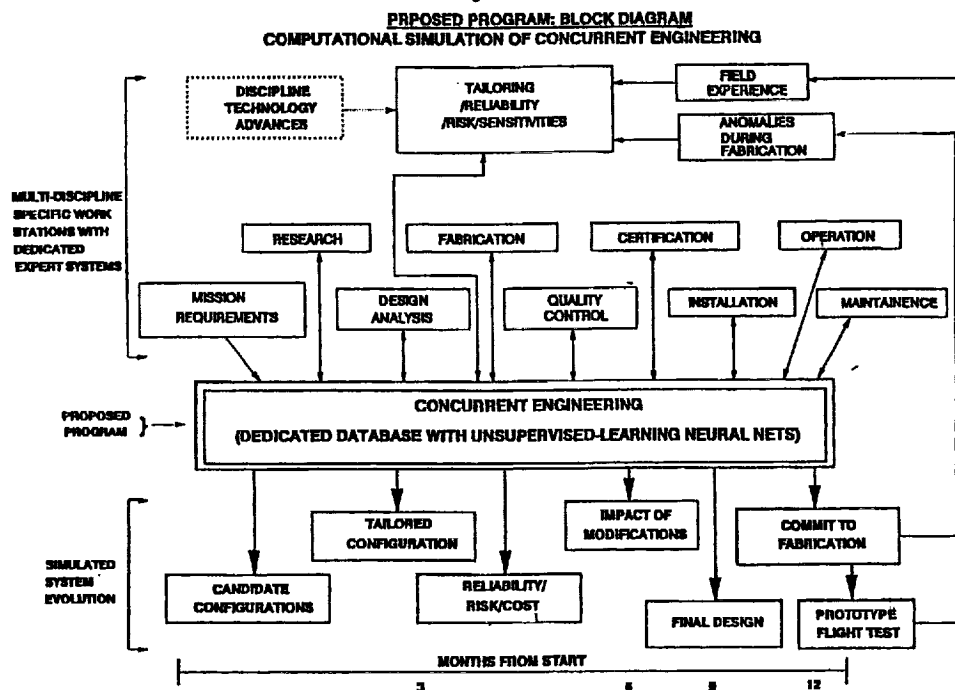 PRPOSED PROGRAM: BLOCK DIAGRAM
COMPUTATIONAL SIMULATION OF CONCURRENT ENGINEERING
DISCIPLINE
TECHNOLOGY
ADVANCES
TAILORING
/RELIABILITY
/RISK/SENSITIVITIES
FIELD
EXPERIENCE
ANOMALIES
DURING
FABRICATION
MULTI-DISCIPLINE
SPECIFIC WORK
STATIONS WITH
DEDICATED
EXPERT SYSTEMS
RESEARCH
FABRICATION
CERTIFICATION
OPERATION
MISSION
REQUIREMENTS
DESIGN
ANALYSIS
QUALITY
CONTROL
INSTALLATION
MAINTAINENCE
PROPOSED
PROGRAM
}
CONCURRENT ENGINEERING
(DEDICATED DATABASE WITH UNSUPERVISED-LEARNING NEURAL NETS)
SIMULATED
SYSTEM
EVOLUTION
TAILORED
CONFIGURATION
IMPACT OF
MODIFICATIONS
COMMIT TO
FABRICATION
CANDIDATE
CONFIGURATIONS
RELIABILITY/
RISK/COST
FINAL DESIGN
PROTOTYPE
FLIGHT TEST
MONTHS FROM START
3
12